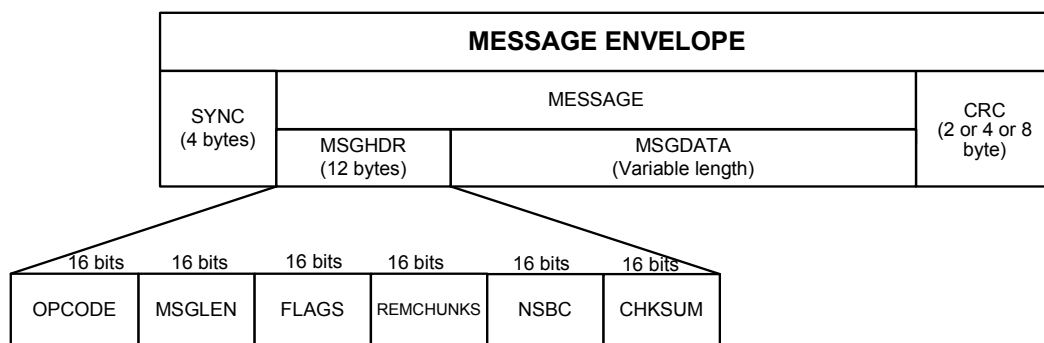 MESSAGE ENVELOPE
SYNC
(4 bytes)
MESSAGE
CRC
(2 or 4 or 8
byte)
MSGHDR
(12 bytes)
MSGDATA
(Variable length)
16 bits
16 bits
16 bits
16 bits
16 bits
16 bits
OPCODE
MSGLEN
FLAGS
REMCHUNKS
NSBC
CHKSUM